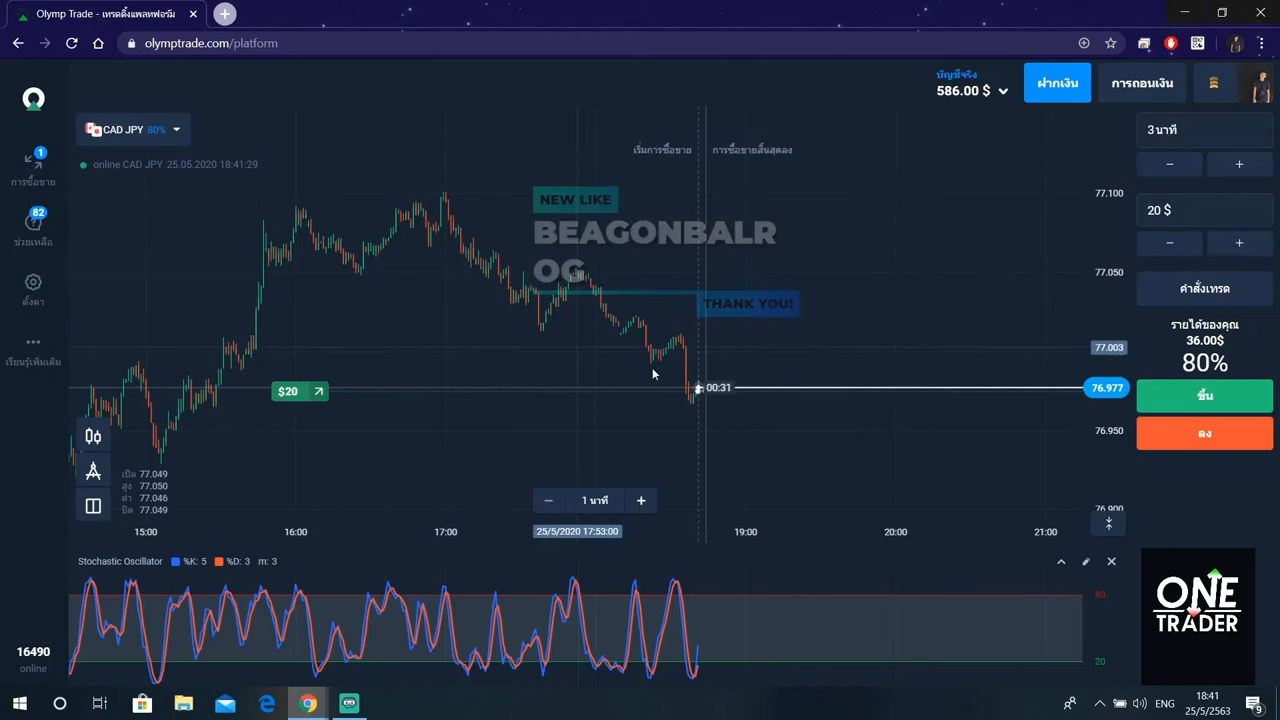 Olymp Trade - เทรดดิ้งแพลทฟอร์ม
olymptrade.com/platform
บัญชีจริง
586.00 $
ฝากเงิน
การถอนเงิน
CAD JPY 80%
online CAD JPY 25.05.2020 18:41:29
1
การซื้อขาย
82
ช่วยเหลือ
ตั้งค่า
เรียนรู้เพิ่มเติม
เริ่มการซื้อขาย
การซื้อขายสิ้นสุดลง
NEW LIKE
BEAGONBALR
OG
THANK YOU!
$20
00:31
77.100
77.050
77.003
76.977
76.950
76.900
3 นาที
20 $
คำสั่งเทรด
รายได้ของคุณ
36.00$
80%
ขึ้น
ลง
เปิด 77.049
สูง 77.050
ต่ำ 77.046
ปิด 77.049
1 นาที
15:00
16:00
17:00
25/5/2020 17:53:00
19:00
20:00
21:00
Stochastic Oscillator %K: 5 %D: 3 m: 3
80
20
ONE
TRADER
16490
online
ENG
18:41
25/5/2563
9